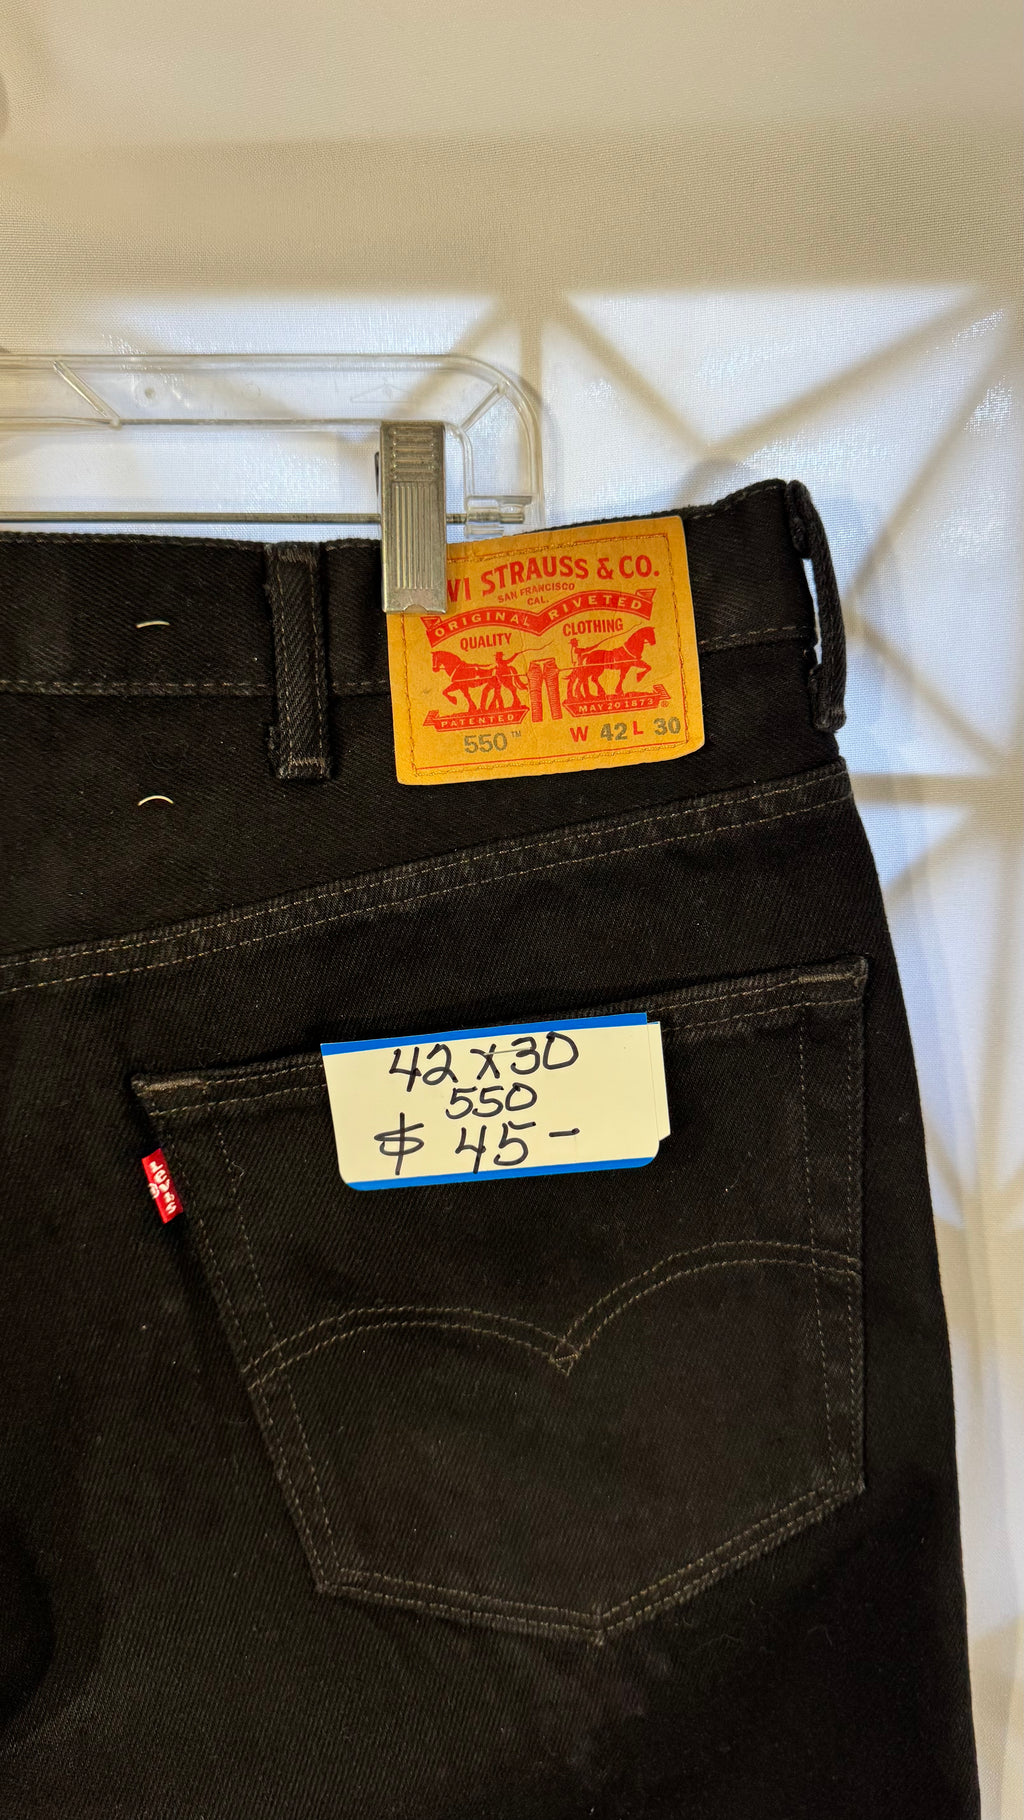 VI STRAUSS & CO.
SAN FRANCISCO
CAL.
ORIGINAL RIVETED
QUALITY CLOTHING
PATENTED MAY 20 1873 ®
550™ W 42 L 30
42 x 30
550
$ 45-
Levi's